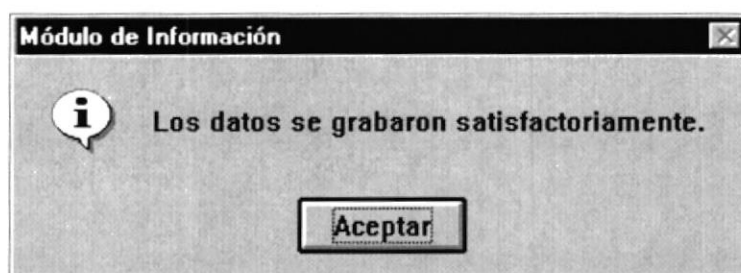 Módulo de Información
Los datos se grabaron satisfactoriamente.
Aceptar